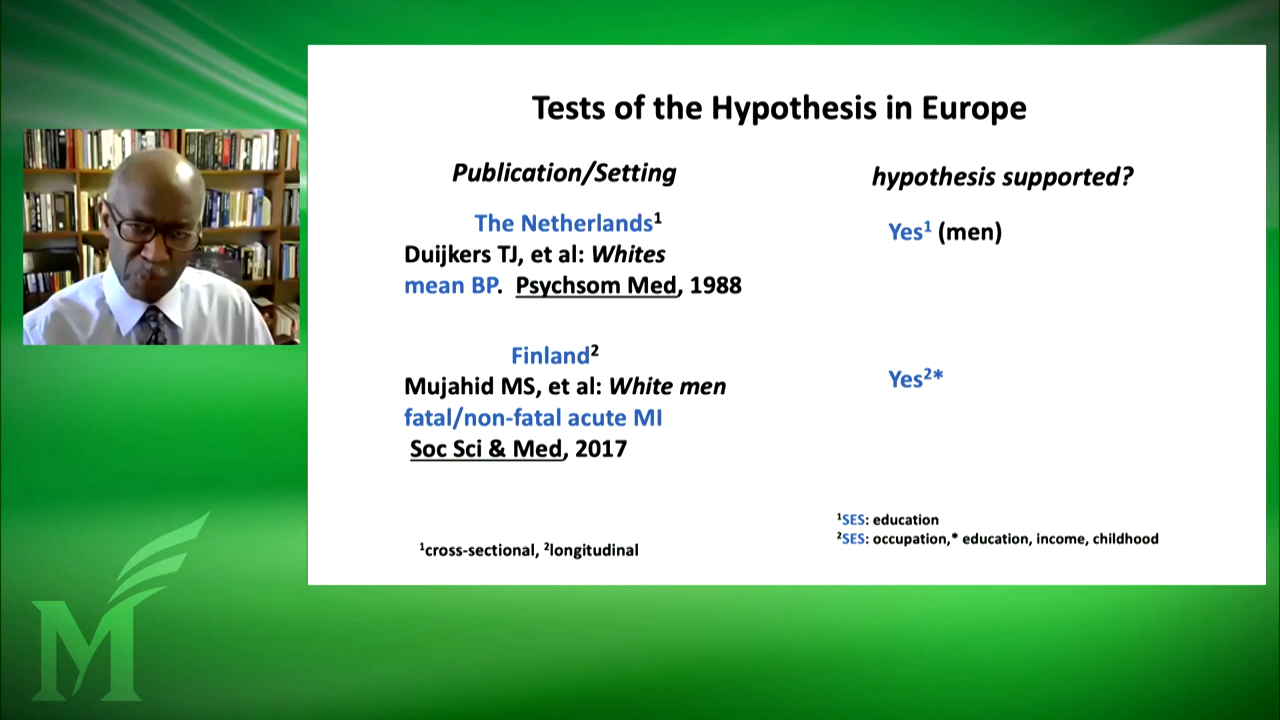 Tests of the Hypothesis in Europe
Publication/Setting
hypothesis supported?
The Netherlands¹
Yes¹ (men)
Duijkers TJ, et al: Whites
mean BP. Psychsom Med, 1988
Finland²
Yes²*
Mujahid MS, et al: White men
fatal/non-fatal acute MI
Soc Sci & Med, 2017
¹SES: education
²SES: occupation,* education, income, childhood
¹cross-sectional, ²longitudinal
M